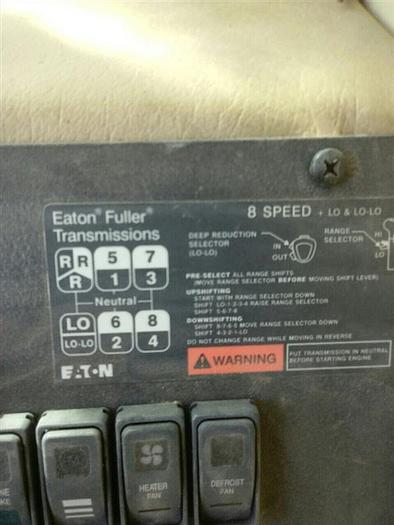 Eaton® Fuller®
Transmissions
8 SPEED + LO & LO-LO
DEEP REDUCTION
SELECTOR
(LO-LO)
IN
OUT
RANGE
SELECTOR
HI
LO
R R 5 7
R 1 3
Neutral
LO 6 8
LO-LO 2 4
EATON
PRE-SELECT ALL RANGE SHIFTS
(MOVE RANGE SELECTOR BEFORE MOVING SHIFT LEVER)
UPSHIFTING
START WITH RANGE SELECTOR DOWN
SHIFT LO-1-2-3-4 RAISE RANGE SELECTOR
SHIFT 5-6-7-8
DOWNSHIFTING
SHIFT 8-7-6-5 MOVE RANGE SELECTOR DOWN
SHIFT 4-3-2-1-LO
DO NOT CHANGE RANGE WHILE MOVING IN REVERSE
WARNING
PUT TRANSMISSION IN NEUTRAL
BEFORE STARTING ENGINE
HEATER
FAN
DEFROST
FAN